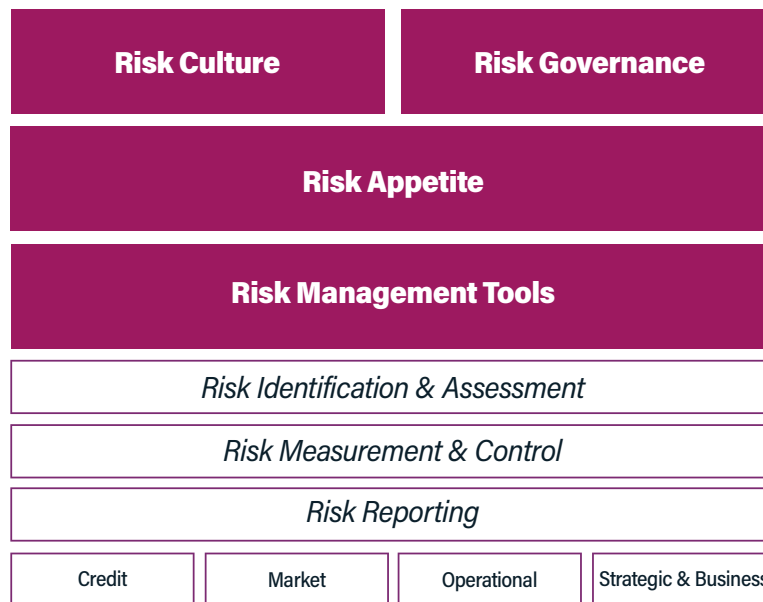 Risk Culture
Risk Governance
Risk Appetite
Risk Management Tools
Risk Identification & Assessment
Risk Measurement & Control
Risk Reporting
Credit
Market
Operational
Strategic & Business